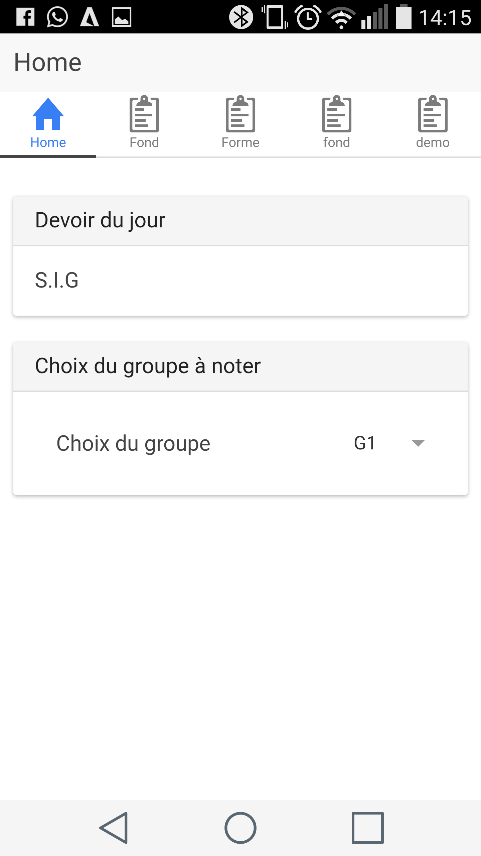 14:15
Home
Home
Fond
Forme
fond
demo
Devoir du jour
S.I.G
Choix du groupe à noter
Choix du groupe G1